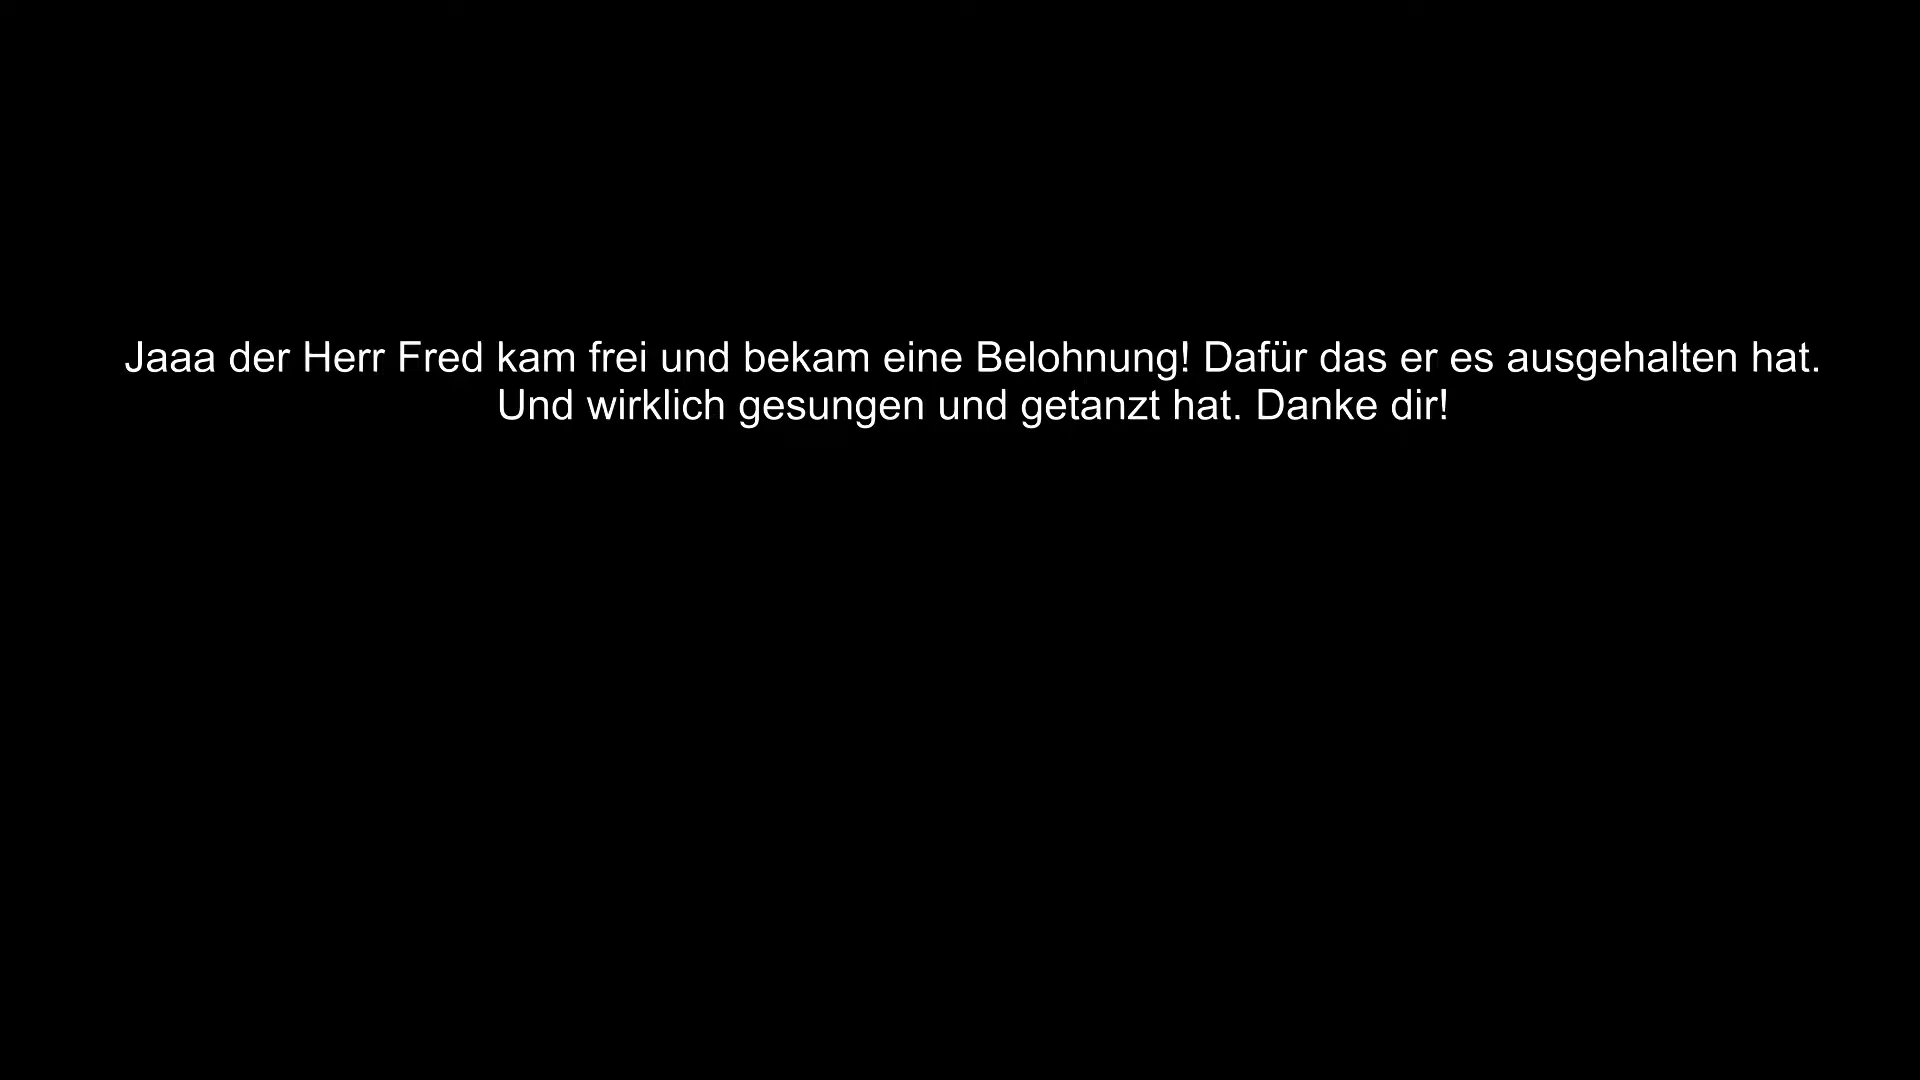 Jaaa der Herr Fred kam frei und bekam eine Belohnung! Dafür das er es ausgehalten hat.
Und wirklich gesungen und getanzt hat. Danke dir!